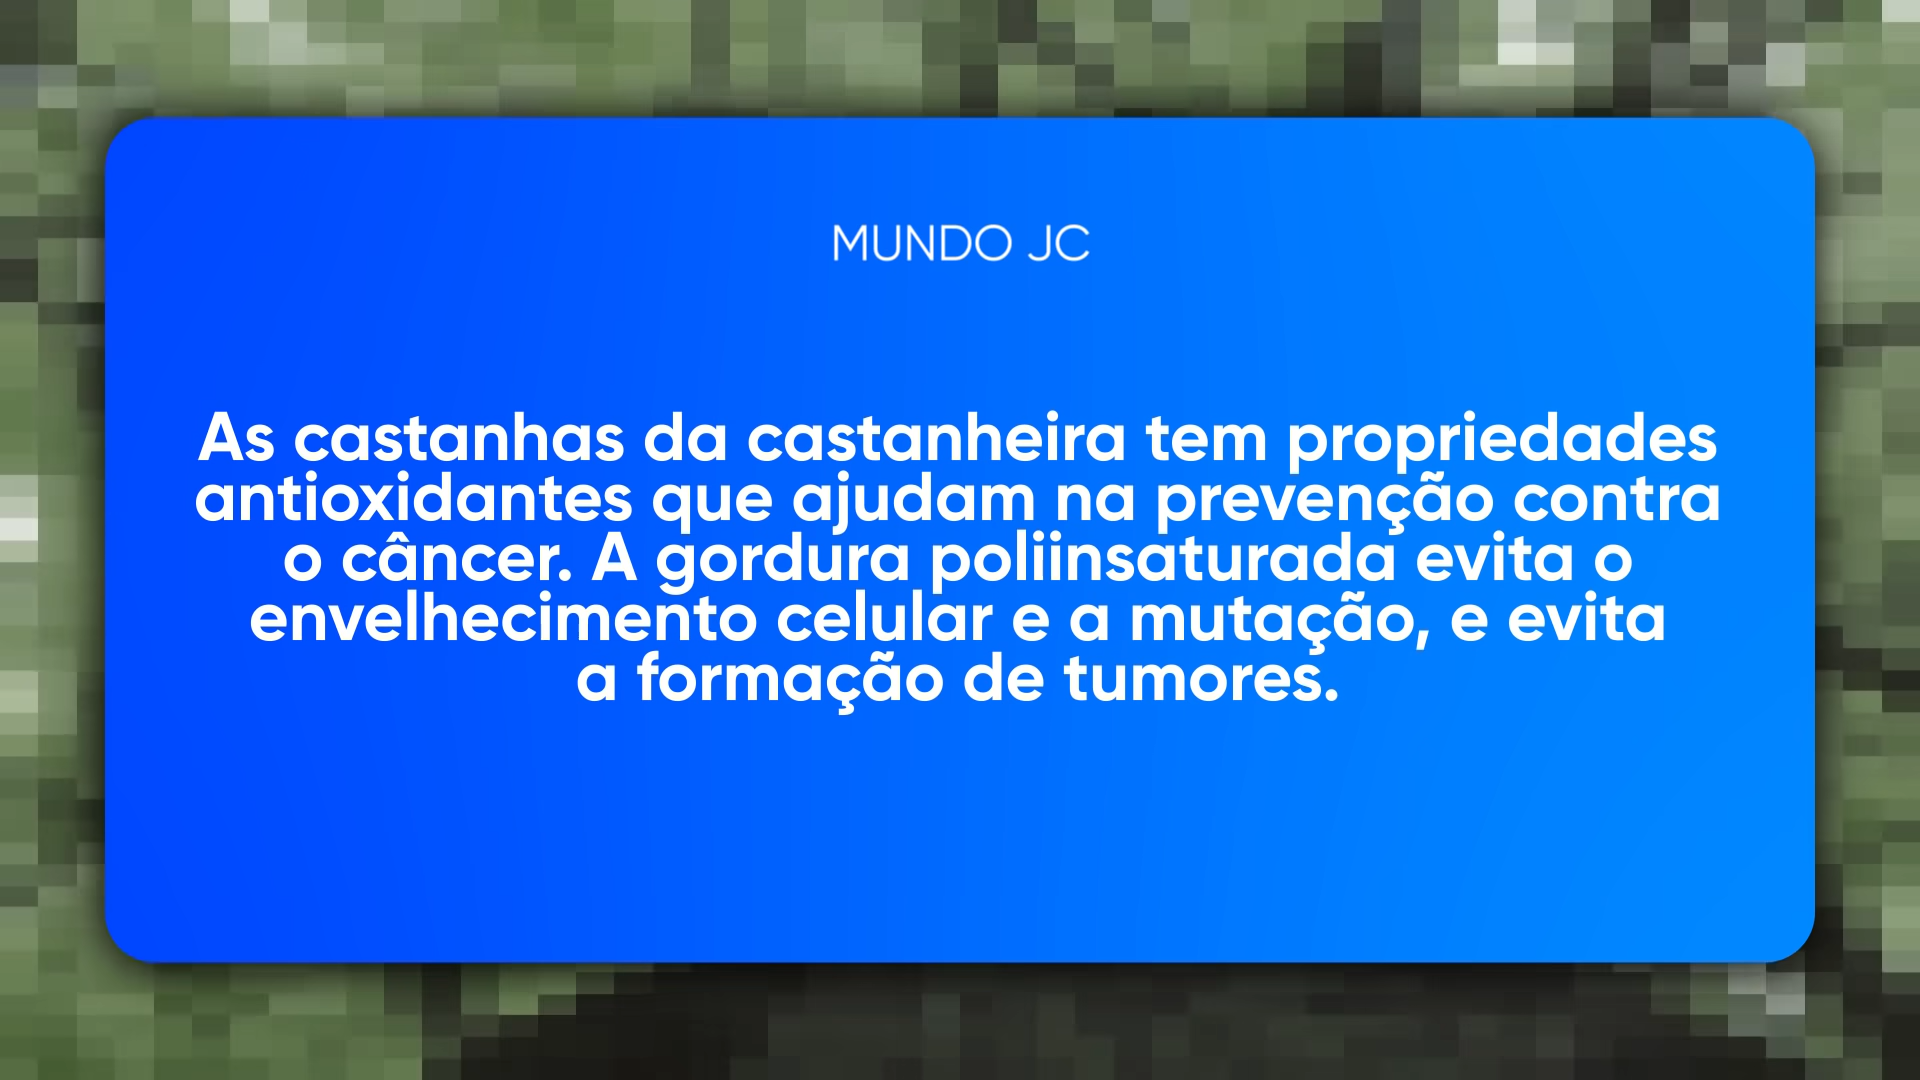 MUNDO JC
As castanhas da castanheira tem propriedades
antioxidantes que ajudam na prevenção contra
o câncer. A gordura poliinsaturada evita o
envelhecimento celular e a mutação, e evita
a formação de tumores.